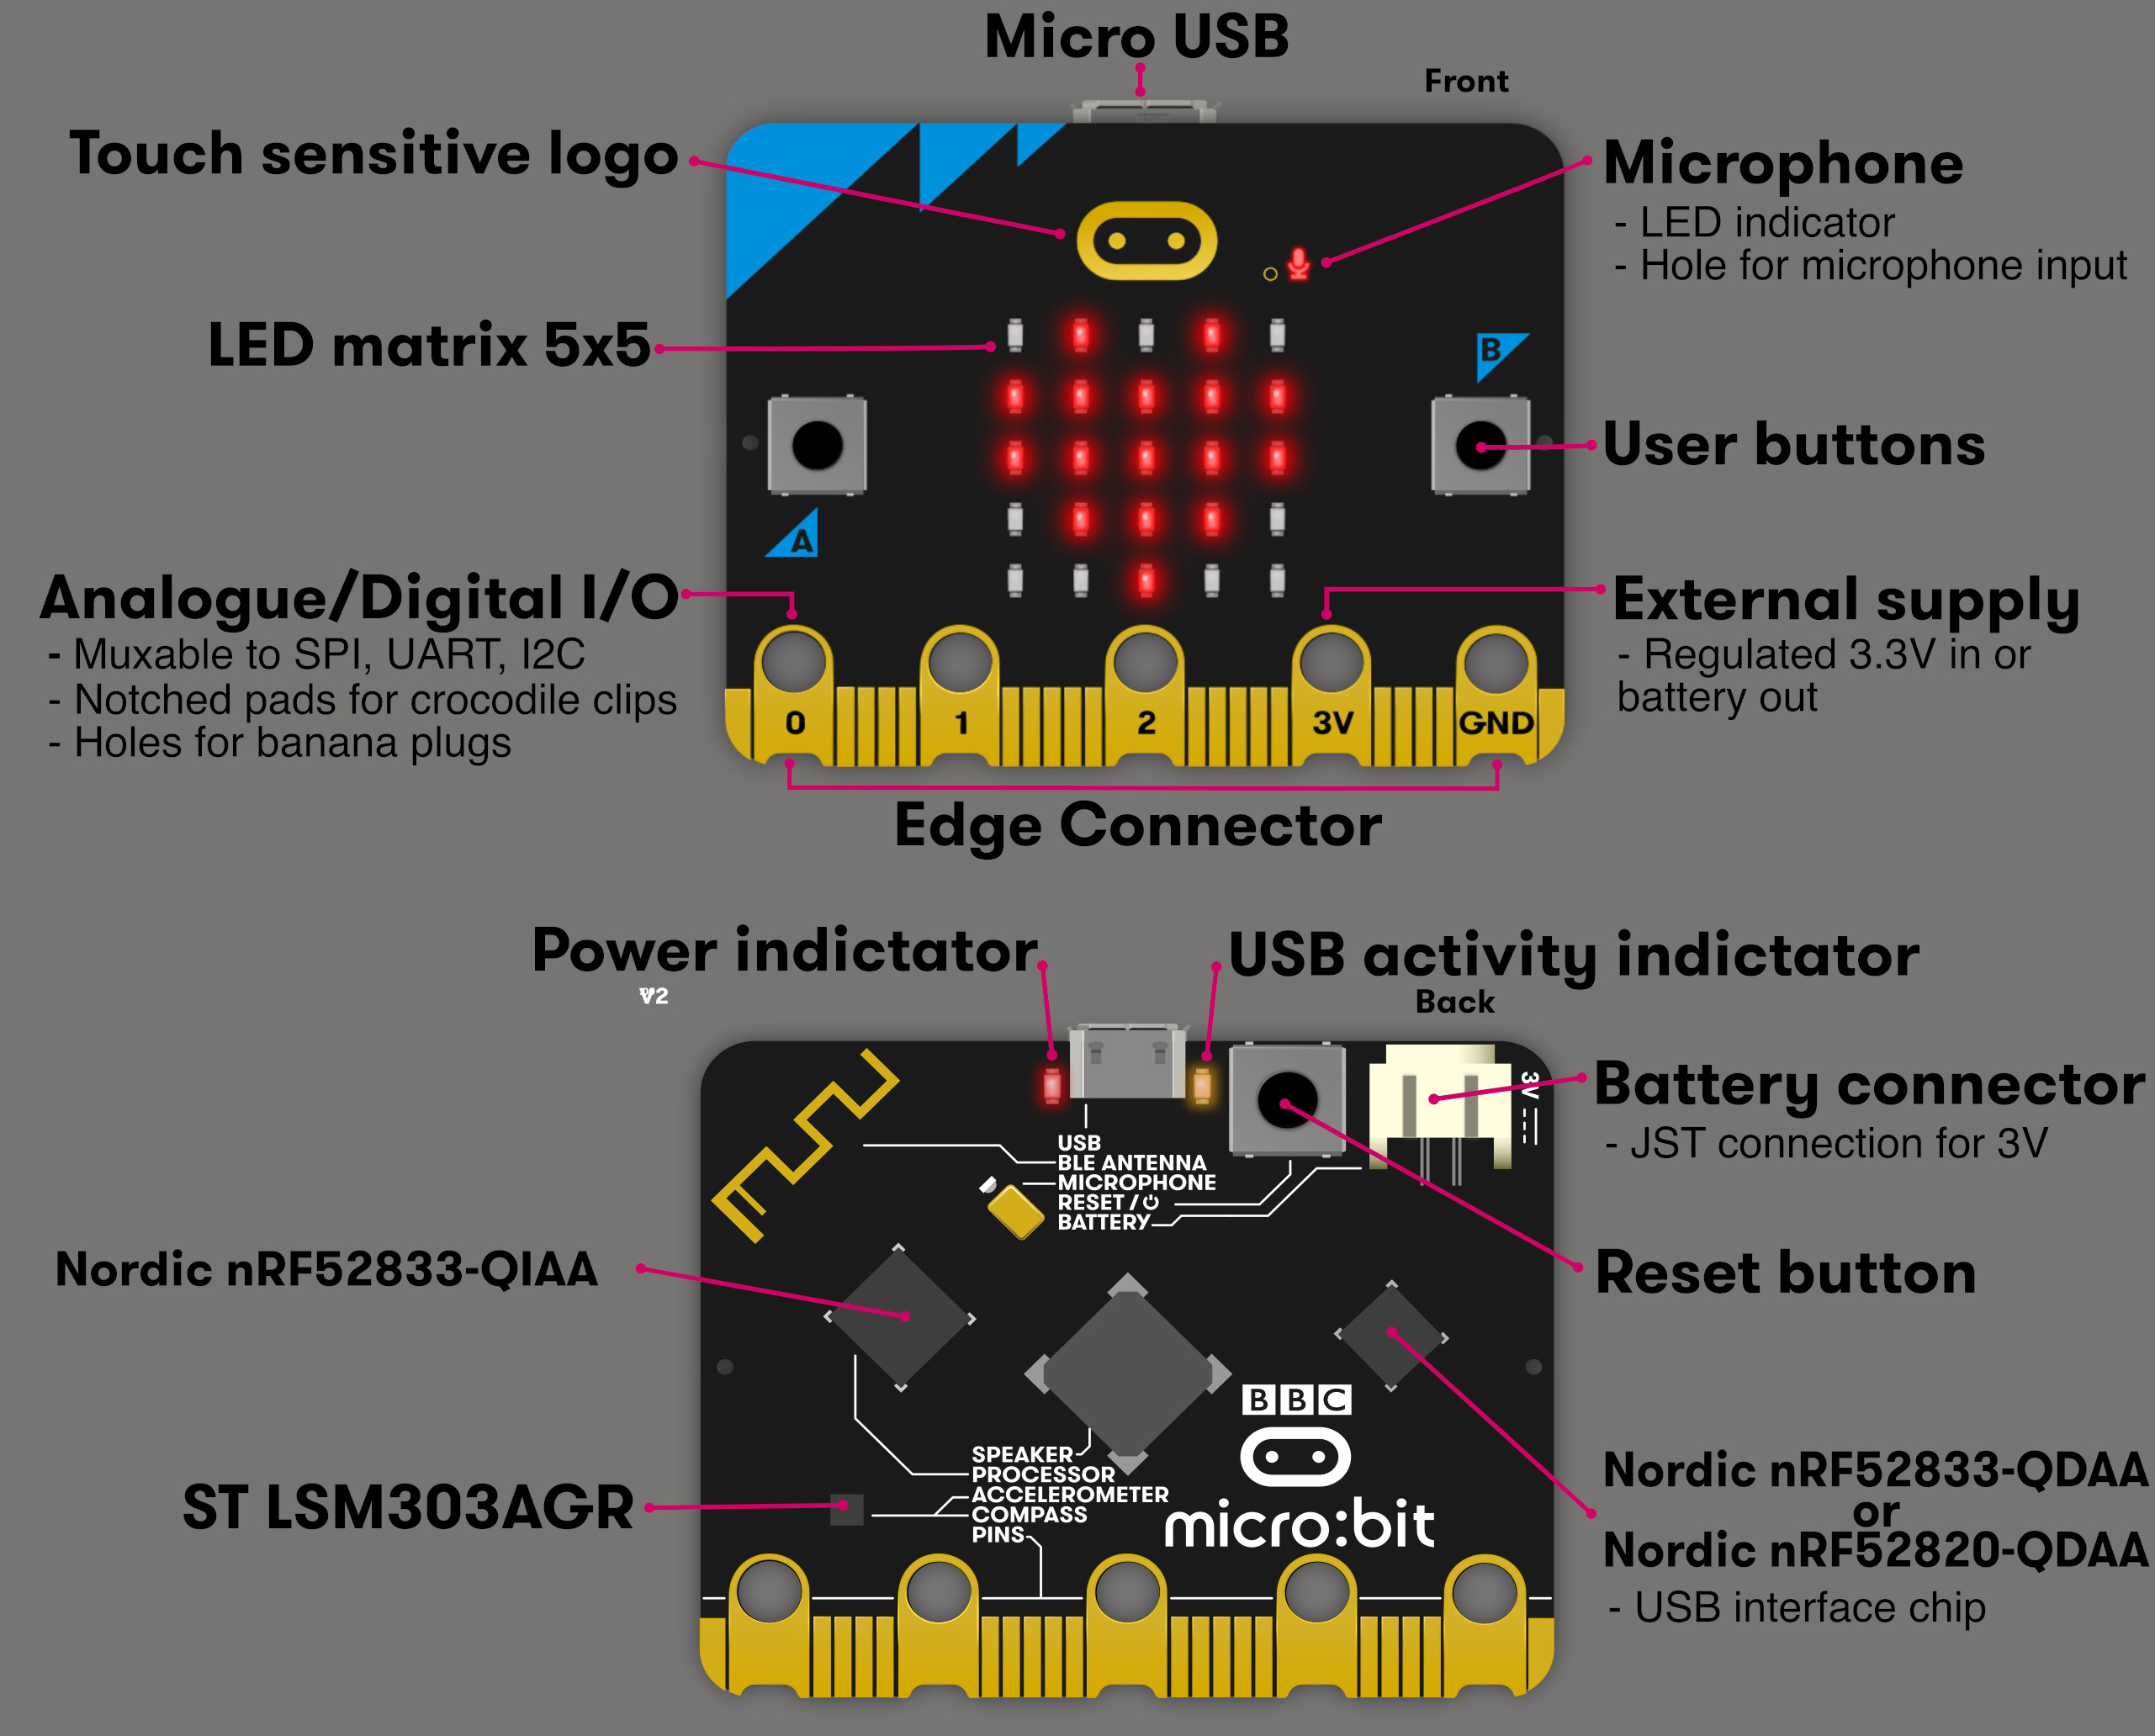 Micro USB
Front
Touch sensitive logo
Microphone
- LED indicator
- Hole for microphone input
LED matrix 5x5
B
User buttons
A
Analogue/Digital I/O
- Muxable to SPI, UART, I2C
- Notched pads for crocodile clips
- Holes for banana plugs
External supply
- Regulated 3.3V in or
battery out
0 1 2 3V GND
Edge Connector
Power indictator
USB activity indictator
V2
Back
3V
Battery connector
- JST connection for 3V
USB
BLE ANTENNA
MICROPHONE
RESET /
BATTERY
Nordic nRF52833-QIAA
Reset button
BBC
SPEAKER
PROCESSOR
ACCELEROMETER
COMPASS
PINS
micro:bit
ST LSM303AGR
Nordic nRF52833-QDAA
or
Nordic nRF52820-QDAA
- USB interface chip